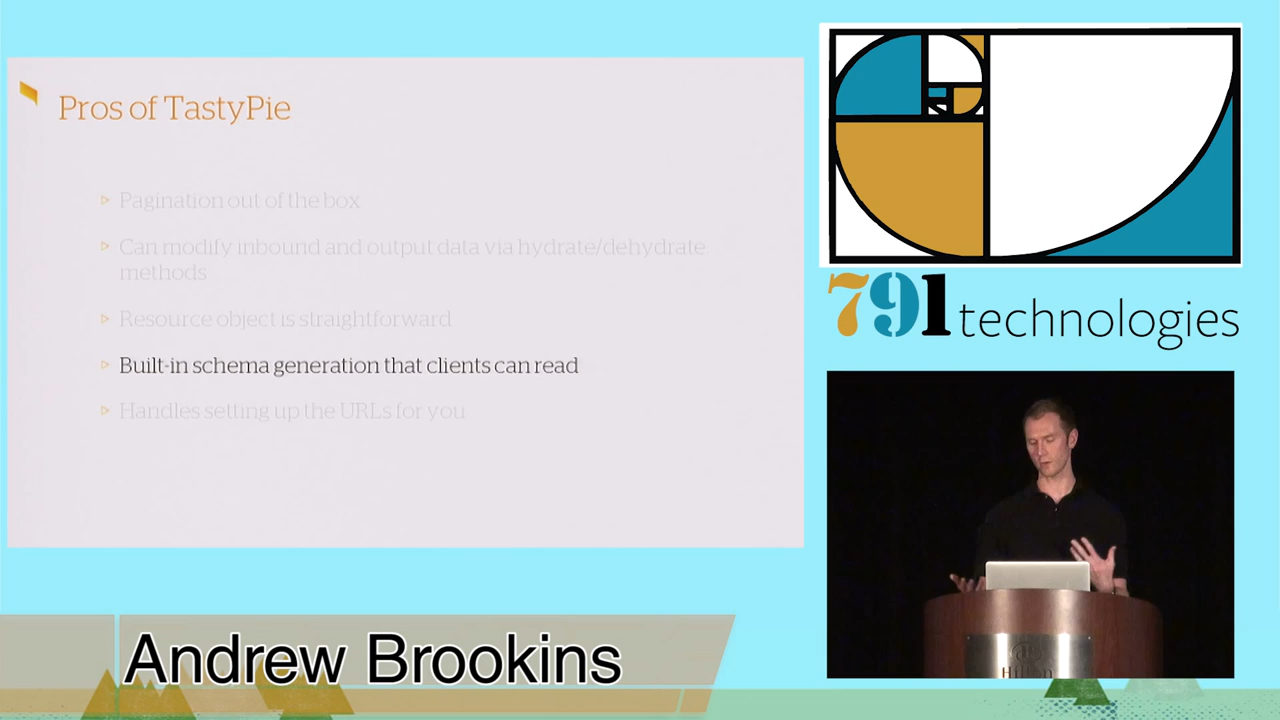 Pros of TastyPie
Pagination out of the box
Can modify inbound and output data via hydrate/dehydrate
methods
Resource object is straightforward
Built-in schema generation that clients can read
Handles setting up the URLs for you
791 technologies
Andrew Brookins